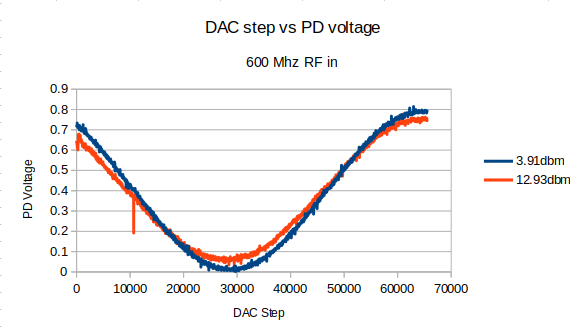 DAC step vs PD voltage
600 Mhz RF in
PD Voltage
0.9
0.8
0.7
0.6
0.5
0.4
0.3
0.2
0.1
0
0 10000 20000 30000 40000 50000 60000 70000
DAC Step
3.91dbm
12.93dbm